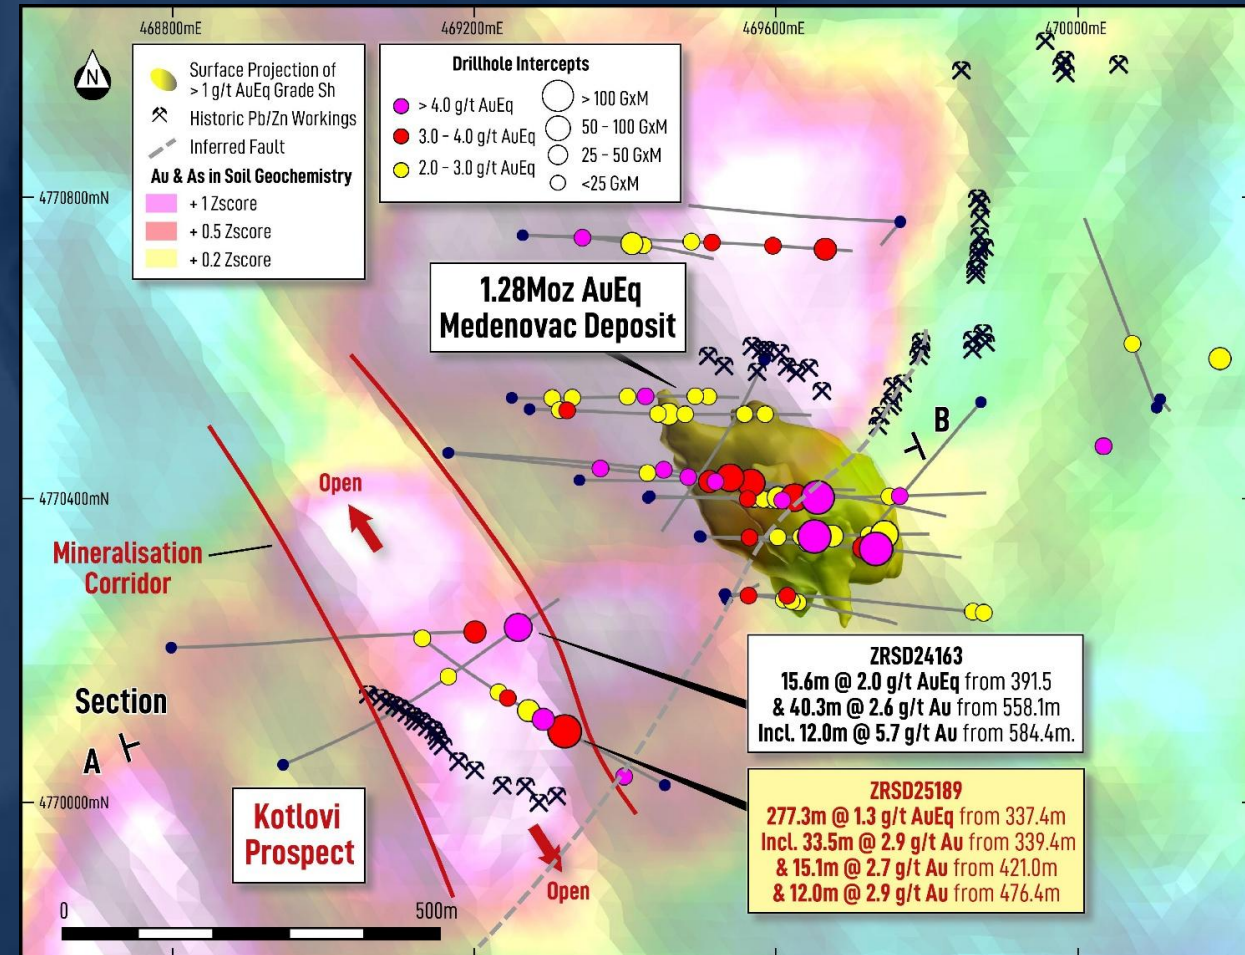 468800mE
469200mE
469600mE
470000mE
N
Surface Projection of
> 1 g/t AuEq Grade Sh
Historic Pb/Zn Workings
Inferred Fault
Au & As in Soil Geochemistry
+ 1 Zscore
+ 0.5 Zscore
+ 0.2 Zscore
Drillhole Intercepts
> 4.0 g/t AuEq
3.0 - 4.0 g/t AuEq
2.0 - 3.0 g/t AuEq
> 100 GxM
50 - 100 GxM
25 - 50 GxM
<25 GxM
4770800mN
1.28Moz AuEq
Medenovac Deposit
B
4770400mN
Open
Mineralisation
Corridor
Section
A
ZRSD24163
15.6m @ 2.0 g/t AuEq from 391.5
& 40.3m @ 2.6 g/t Au from 558.1m
Incl. 12.0m @ 5.7 g/t Au from 584.4m.
4770000mN
Kotlovi
Prospect
ZRSD25189
277.3m @ 1.3 g/t AuEq from 337.4m
Incl. 33.5m @ 2.9 g/t Au from 339.4m
& 15.1m @ 2.7 g/t Au from 421.0m
& 12.0m @ 2.9 g/t Au from 476.4m
Open
0
500m